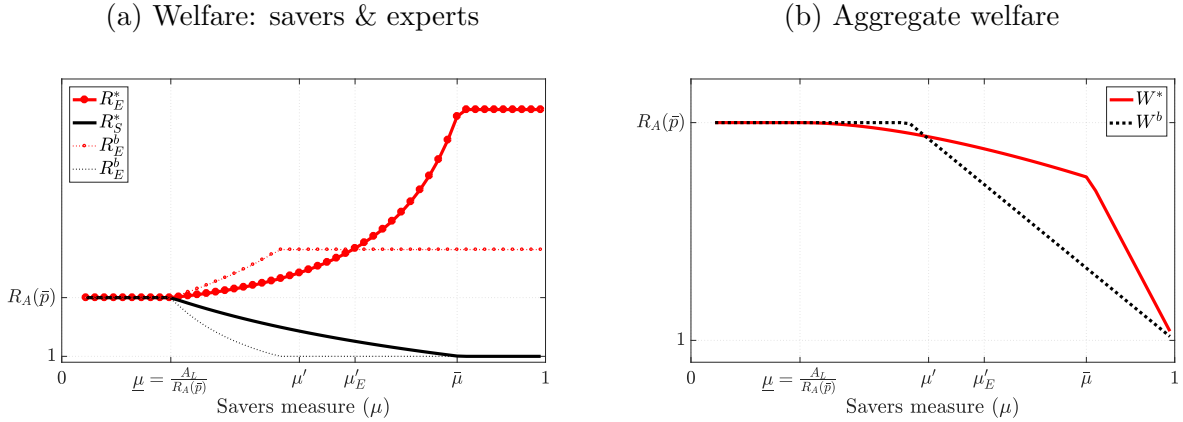 (a) Welfare: savers & experts
R*_E
R*_S
R^b_E
R^b_E
R_A(p̄)
1
0
µ̲ = A_L/R_A(p̄)
µ′
µ′_E
µ̄
1
Savers measure (µ)
(b) Aggregate welfare
W*
W^b
R_A(p̄)
1
0
µ̲ = A_L/R_A(p̄)
µ′
µ′_E
µ̄
1
Savers measure (µ)